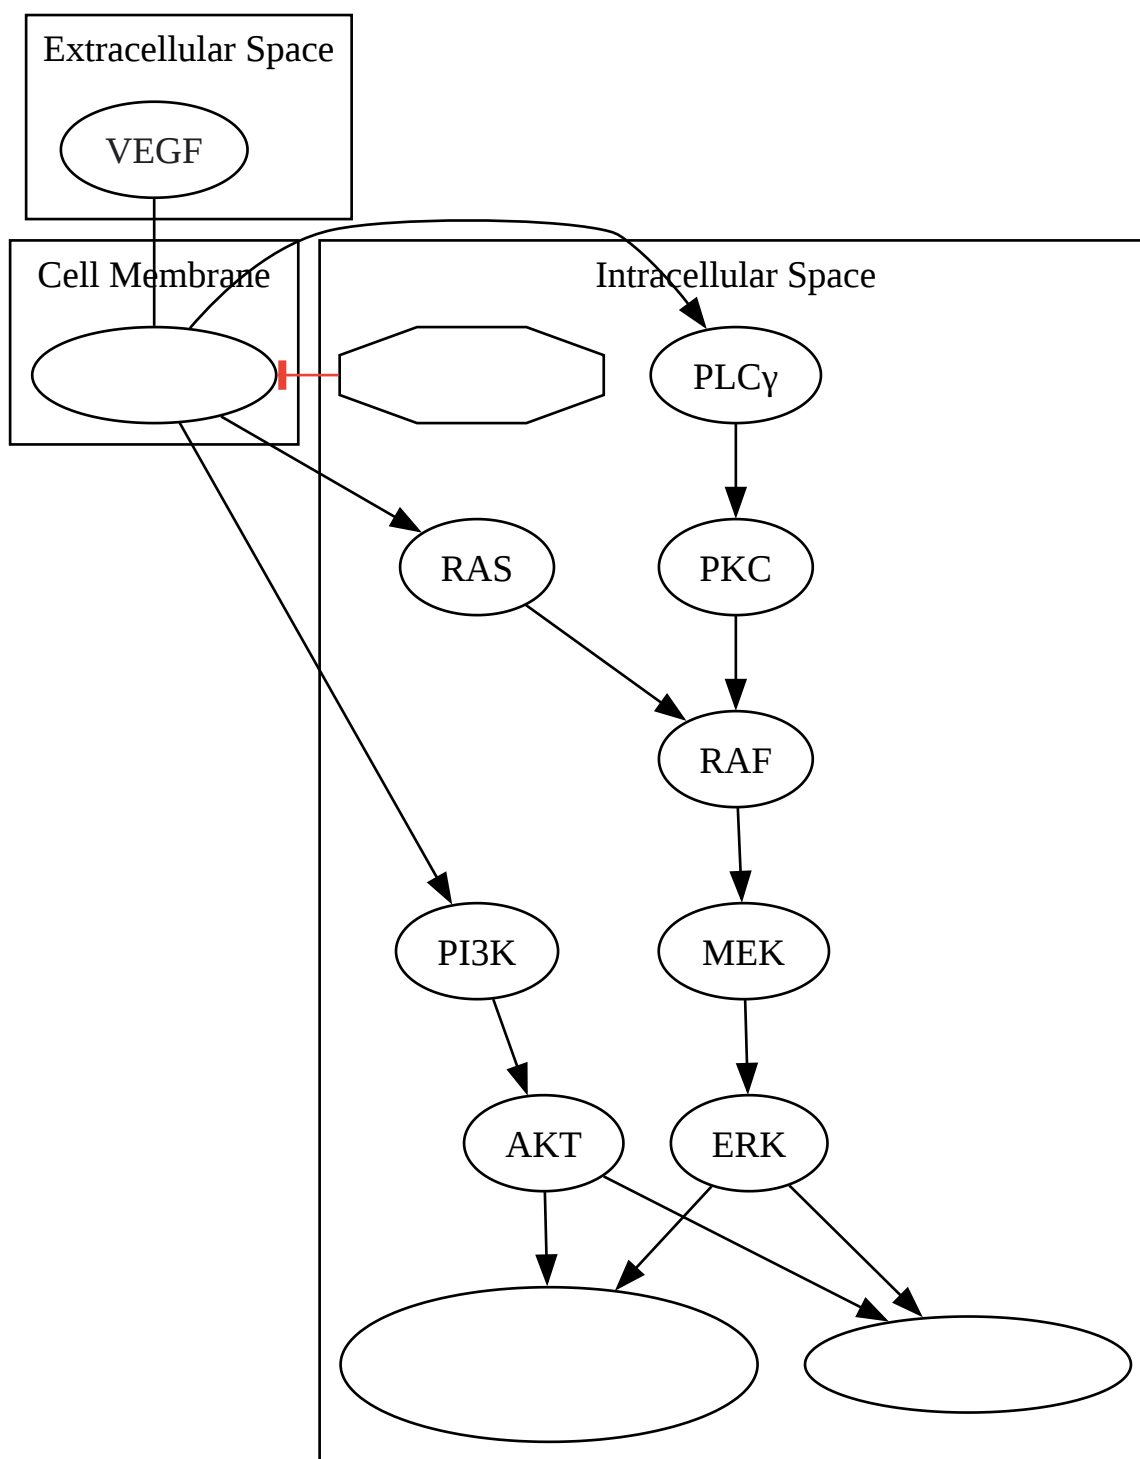 Extracellular Space
VEGF
Cell Membrane
Intracellular Space
PLCγ
RAS
PKC
RAF
PI3K
MEK
AKT
ERK